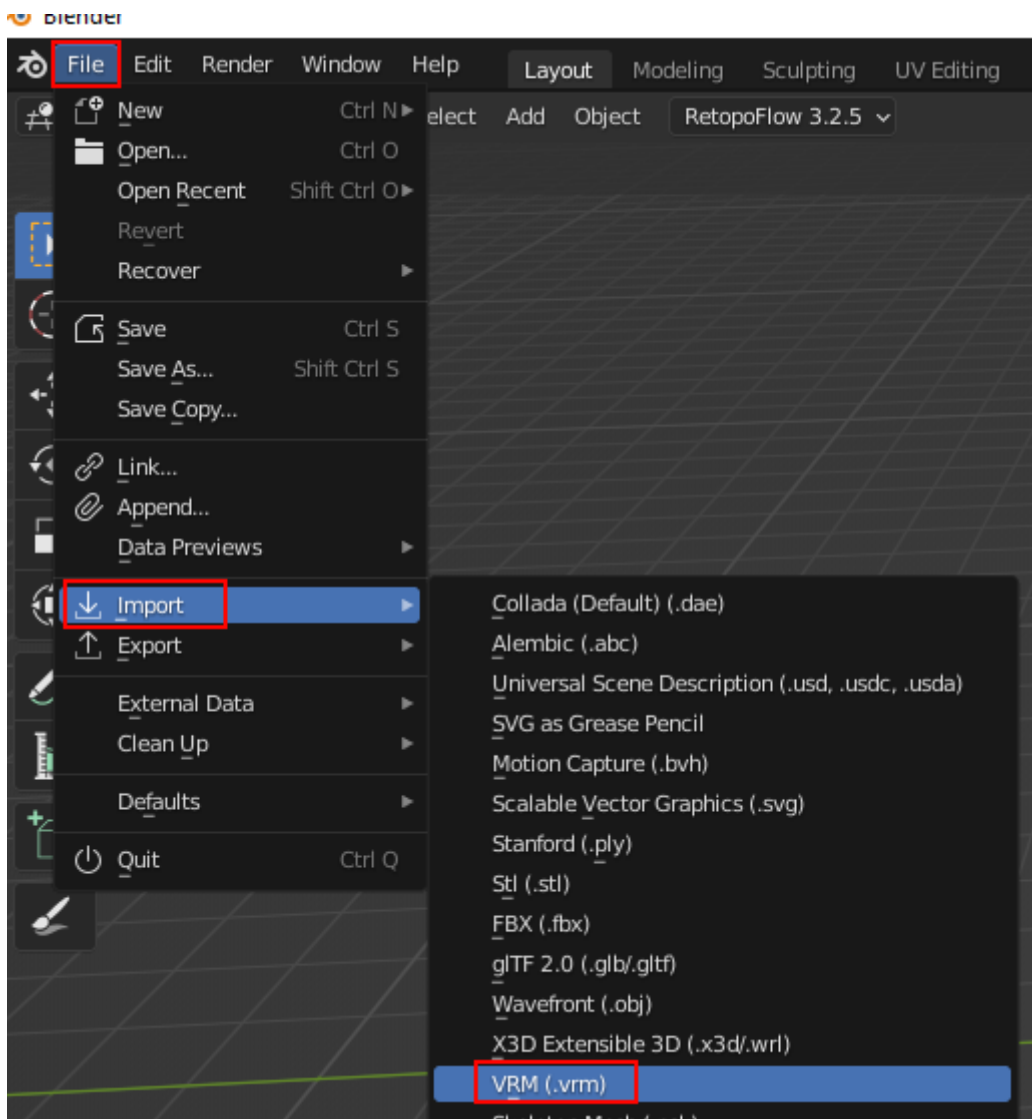 Blender
File Edit Render Window Help Layout Modeling Sculpting UV Editing
elect Add Object RetopoFlow 3.2.5
New Ctrl N
Open... Ctrl O
Open Recent Shift Ctrl O
Revert
Recover
Save Ctrl S
Save As... Shift Ctrl S
Save Copy...
Link...
Append...
Data Previews
Import
Export
External Data
Clean Up
Defaults
Quit Ctrl Q
Collada (Default) (.dae)
Alembic (.abc)
Universal Scene Description (.usd, .usdc, .usda)
SVG as Grease Pencil
Motion Capture (.bvh)
Scalable Vector Graphics (.svg)
Stanford (.ply)
Stl (.stl)
FBX (.fbx)
glTF 2.0 (.glb/.gltf)
Wavefront (.obj)
X3D Extensible 3D (.x3d/.wrl)
VRM (.vrm)